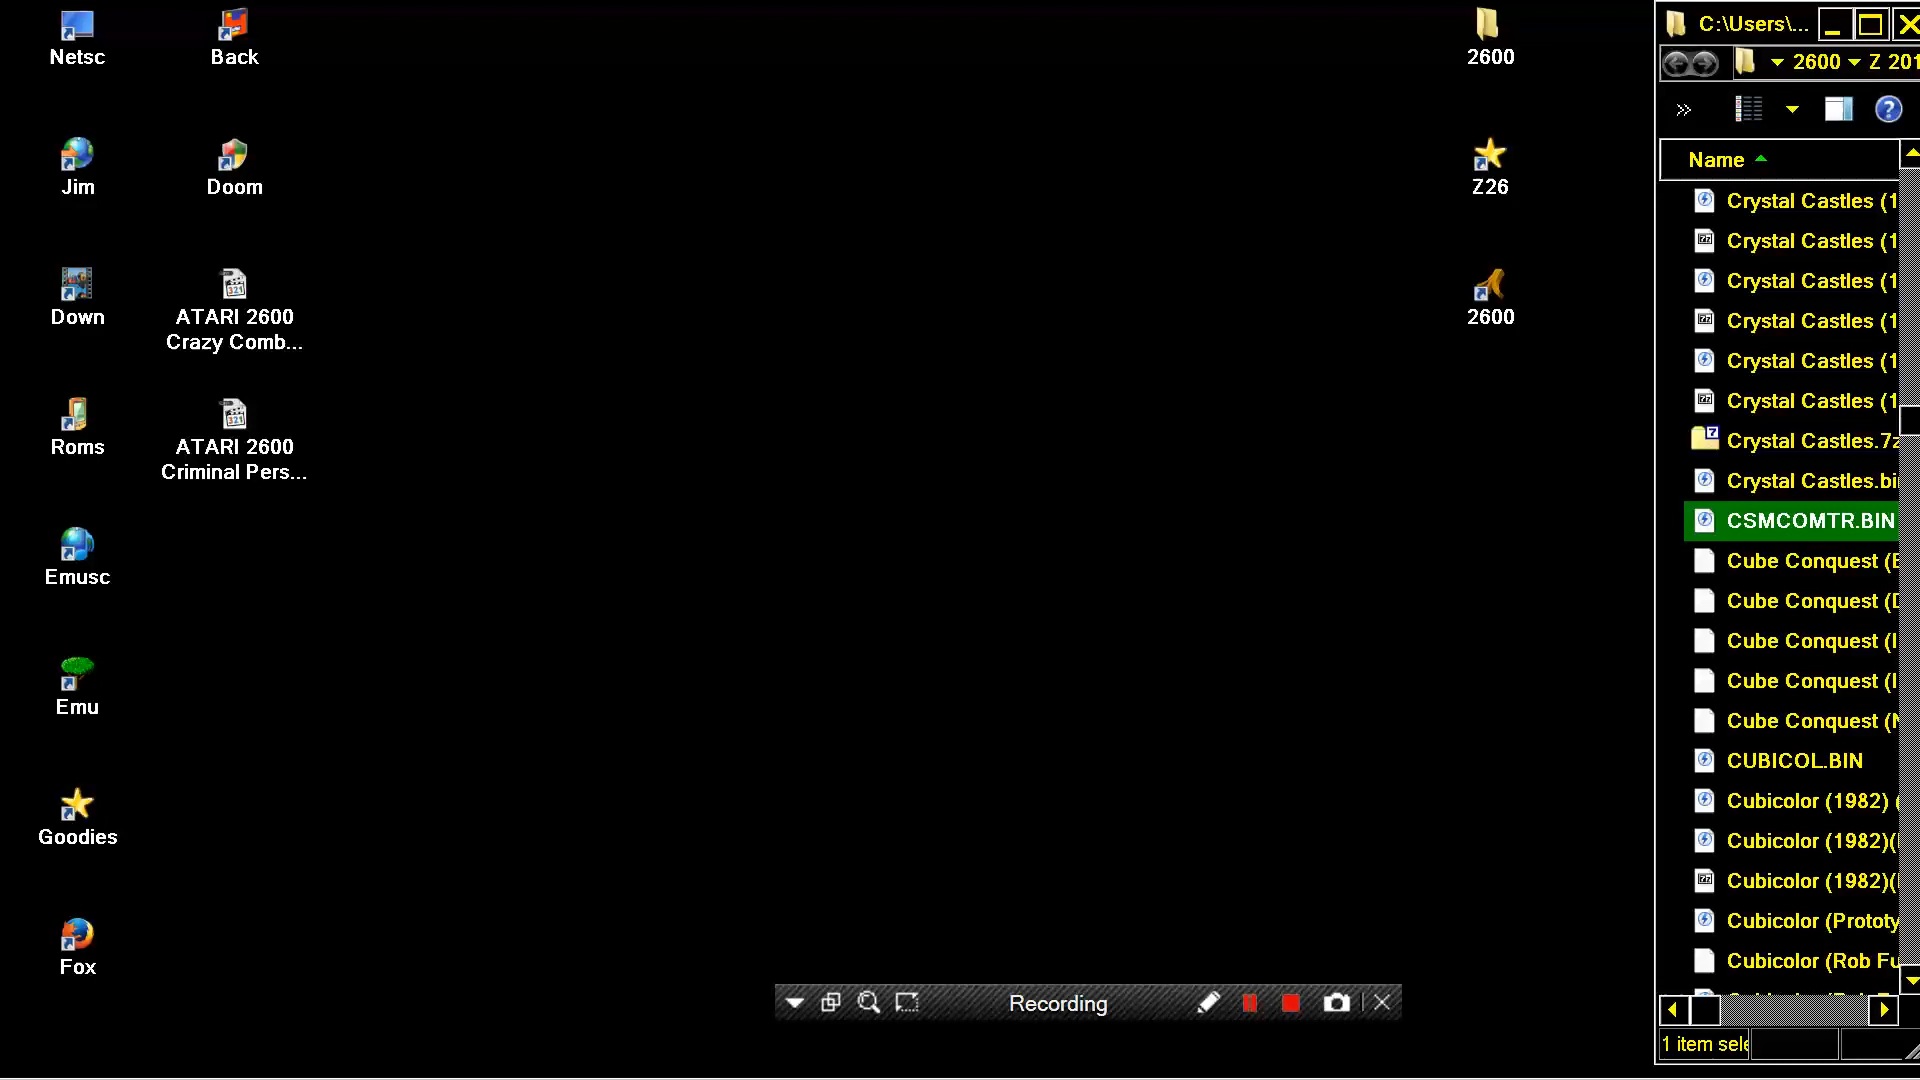 Netsc
Back
Jim
Doom
Down
ATARI 2600
Crazy Comb...
Roms
ATARI 2600
Criminal Pers...
Emusc
Emu
Goodies
Fox
2600
Z26
2600
Recording
C:\Users\...
2600 Z 201
Name
Crystal Castles (1
Crystal Castles (1
Crystal Castles (1
Crystal Castles (1
Crystal Castles (1
Crystal Castles (1
Crystal Castles.7z
Crystal Castles.bi
CSMCOMTR.BIN
Cube Conquest (
Cube Conquest (
Cube Conquest (
Cube Conquest (
Cube Conquest (
CUBICOL.BIN
Cubicolor (1982) (
Cubicolor (1982)(
Cubicolor (1982)(
Cubicolor (Prototy
Cubicolor (Rob Fu
1 item sele